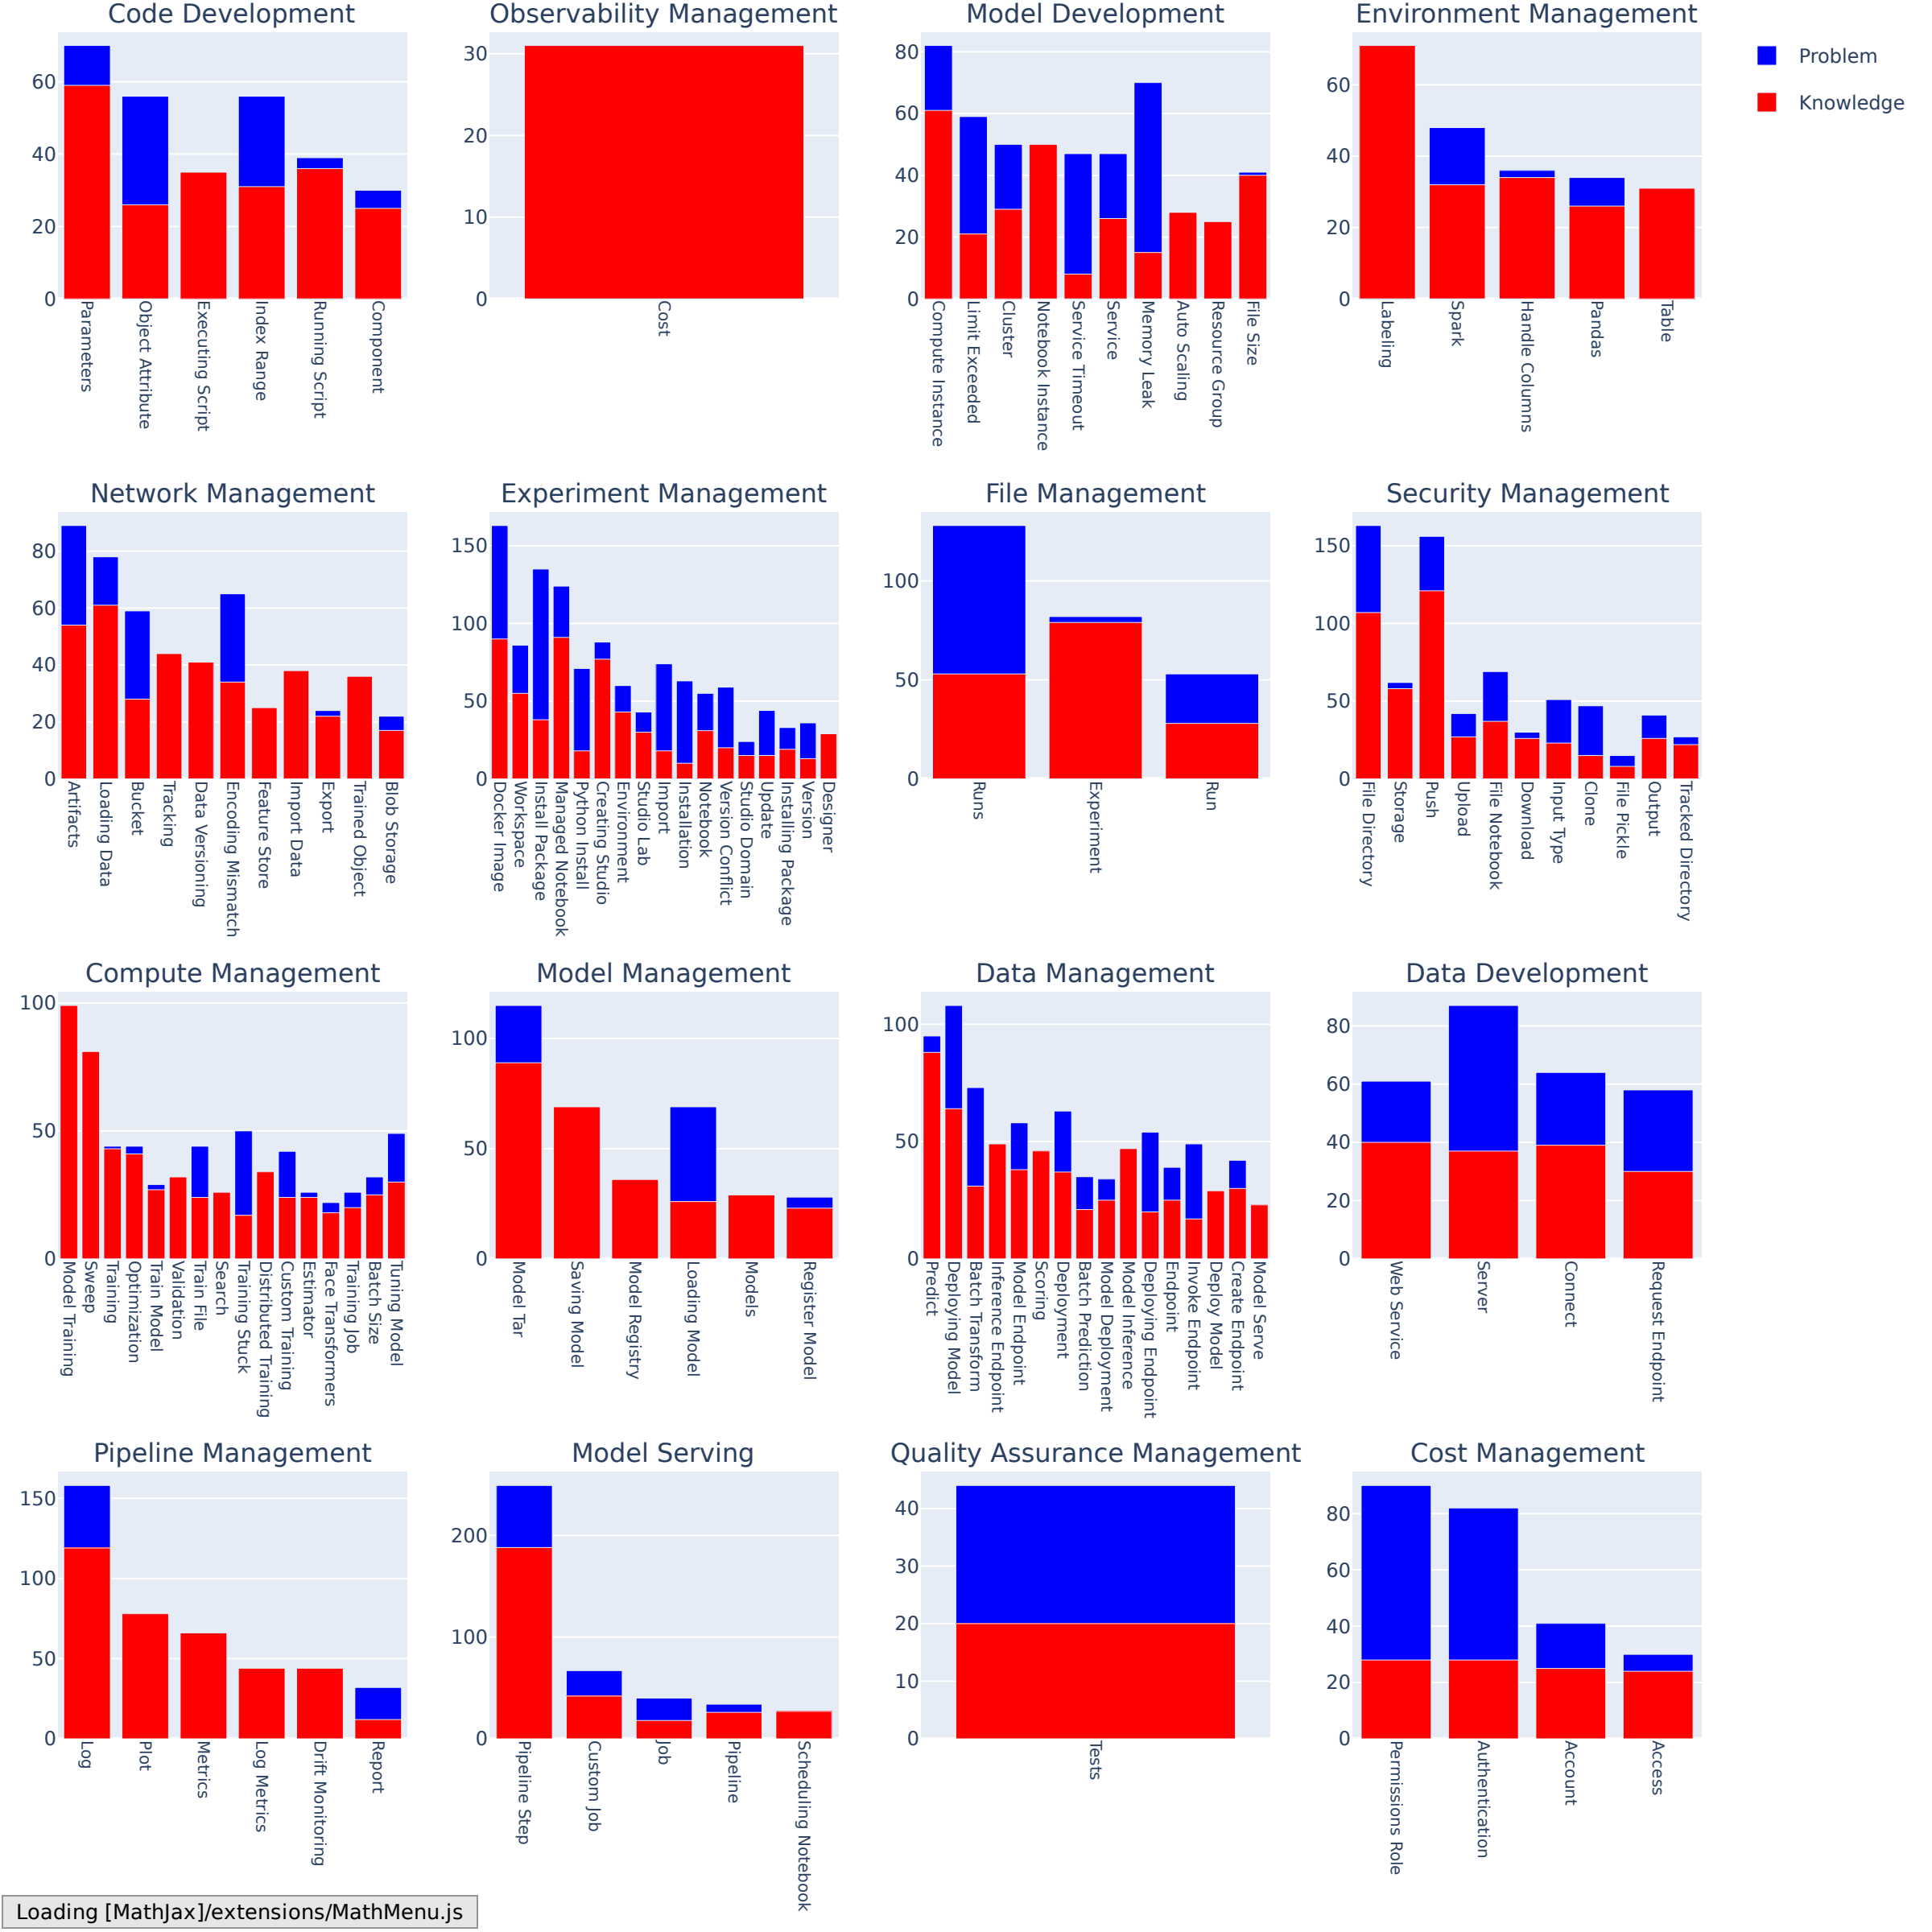 Code Development
Observability Management
Model Development
Environment Management
Problem
Knowledge
60
40
20
0
30
20
10
0
80
60
40
20
0
60
40
20
0
Parameters
Object Attribute
Executing Script
Index Range
Running Script
Component
Cost
Compute Instance
Limit Exceeded
Cluster
Notebook Instance
Service Timeout
Service
Memory Leak
Auto Scaling
Resource Group
File Size
Labeling
Spark
Handle Columns
Pandas
Table
Network Management
Experiment Management
File Management
Security Management
80
60
40
20
0
150
100
50
0
100
50
0
150
100
50
0
Artifacts
Loading Data
Bucket
Tracking
Data Versioning
Encoding Mismatch
Feature Store
Import Data
Export
Trained Object
Blob Storage
Docker Image
Workspace
Install Package
Managed Notebook
Python Install
Creating Studio
Environment
Studio Lab
Import
Installation
Notebook
Version Conflict
Studio Domain
Update
Installing Package
Version
Designer
Runs
Experiment
Run
File Directory
Storage
Push
Upload
File Notebook
Download
Input Type
Clone
File Pickle
Output
Tracked Directory
Compute Management
Model Management
Data Management
Data Development
100
50
0
100
50
0
100
50
0
80
60
40
20
0
Model Training
Sweep
Training
Optimization
Train Model
Validation
Train File
Search
Training Stuck
Distributed Training
Custom Training
Estimator
Face Transformers
Training Job
Batch Size
Tuning Model
Model Tar
Saving Model
Model Registry
Loading Model
Models
Register Model
Predict
Deploying Model
Batch Transform
Inference Endpoint
Model Endpoint
Scoring
Deployment
Batch Prediction
Model Deployment
Model Inference
Deploying Endpoint
Endpoint
Invoke Endpoint
Deploy Model
Create Endpoint
Model Serve
Web Service
Server
Connect
Request Endpoint
Pipeline Management
Model Serving
Quality Assurance Management
Cost Management
150
100
50
0
200
100
0
40
30
20
10
0
80
60
40
20
0
Log
Plot
Metrics
Log Metrics
Drift Monitoring
Report
Pipeline Step
Custom Job
Job
Pipeline
Scheduling Notebook
Tests
Permissions Role
Authentication
Account
Access
Loading [MathJax]/extensions/MathMenu.js